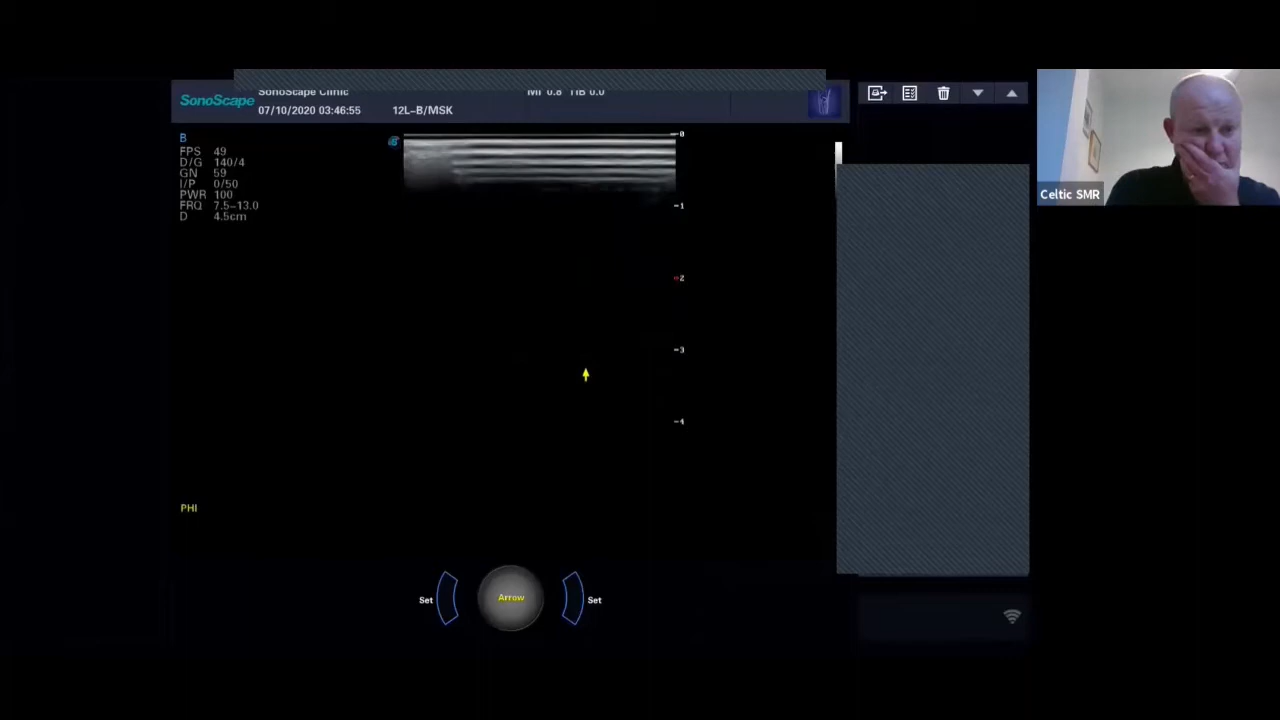 SonoScape
SonoScape Clinic
MI 0.8 TIB 0.0
07/10/2020 03:46:55
12L-B/MSK
B
FPS 49
D/G 140/4
GN 59
I/P 0/50
PWR 100
FRQ 7.5-13.0
D 4.5cm
0
1
2
3
4
PHI
Set
Arrow
Set
Celtic SMR